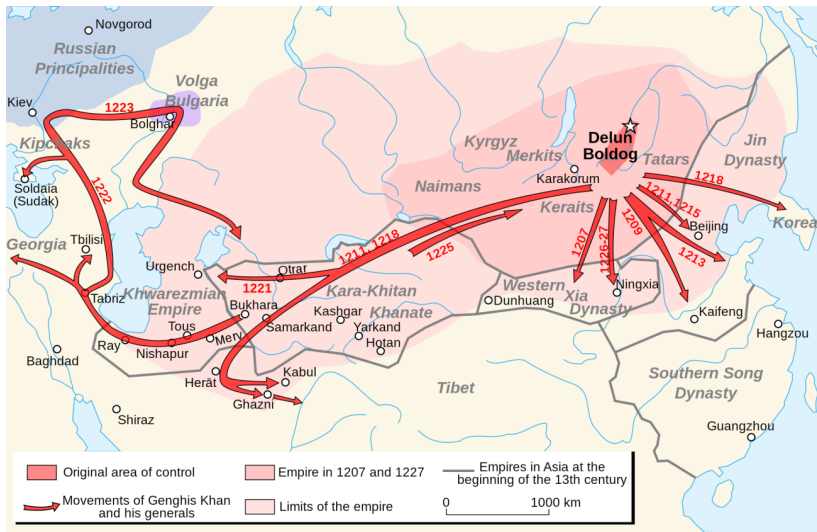 Novgorod
Russian
Principalities
Volga
Bulgaria
Kiev
1223
Bolghar
Kipchaks
Soldaia
(Sudak)
1222
Georgia
Tbilisi
Tabriz
Urgench
Otrar
1221
Khwarezmian
Empire
Bukhara
Samarkand
Tous
Merv
Ray
Nishapur
Baghdad
Herât
Shiraz
Kabul
Ghazni
Kara-Khitan
Khanate
Kashgar
Yarkand
Hotan
1211, 1218
1225
Naimans
Kyrgyz
Merkits
Karakorum
Keraits
Delun
Boldog
Tatars
Jin
Dynasty
1218
1211,1215
Korea
Beijing
1209
1213
1207
1226-27
Western
Xia
Dynasty
Dunhuang
Ningxia
Kaifeng
Hangzou
Tibet
Southern Song
Dynasty
Guangzhou
Original area of control
Empire in 1207 and 1227
Empires in Asia at the
beginning of the 13th century
Movements of Genghis Khan
and his generals
Limits of the empire
0 1000 km